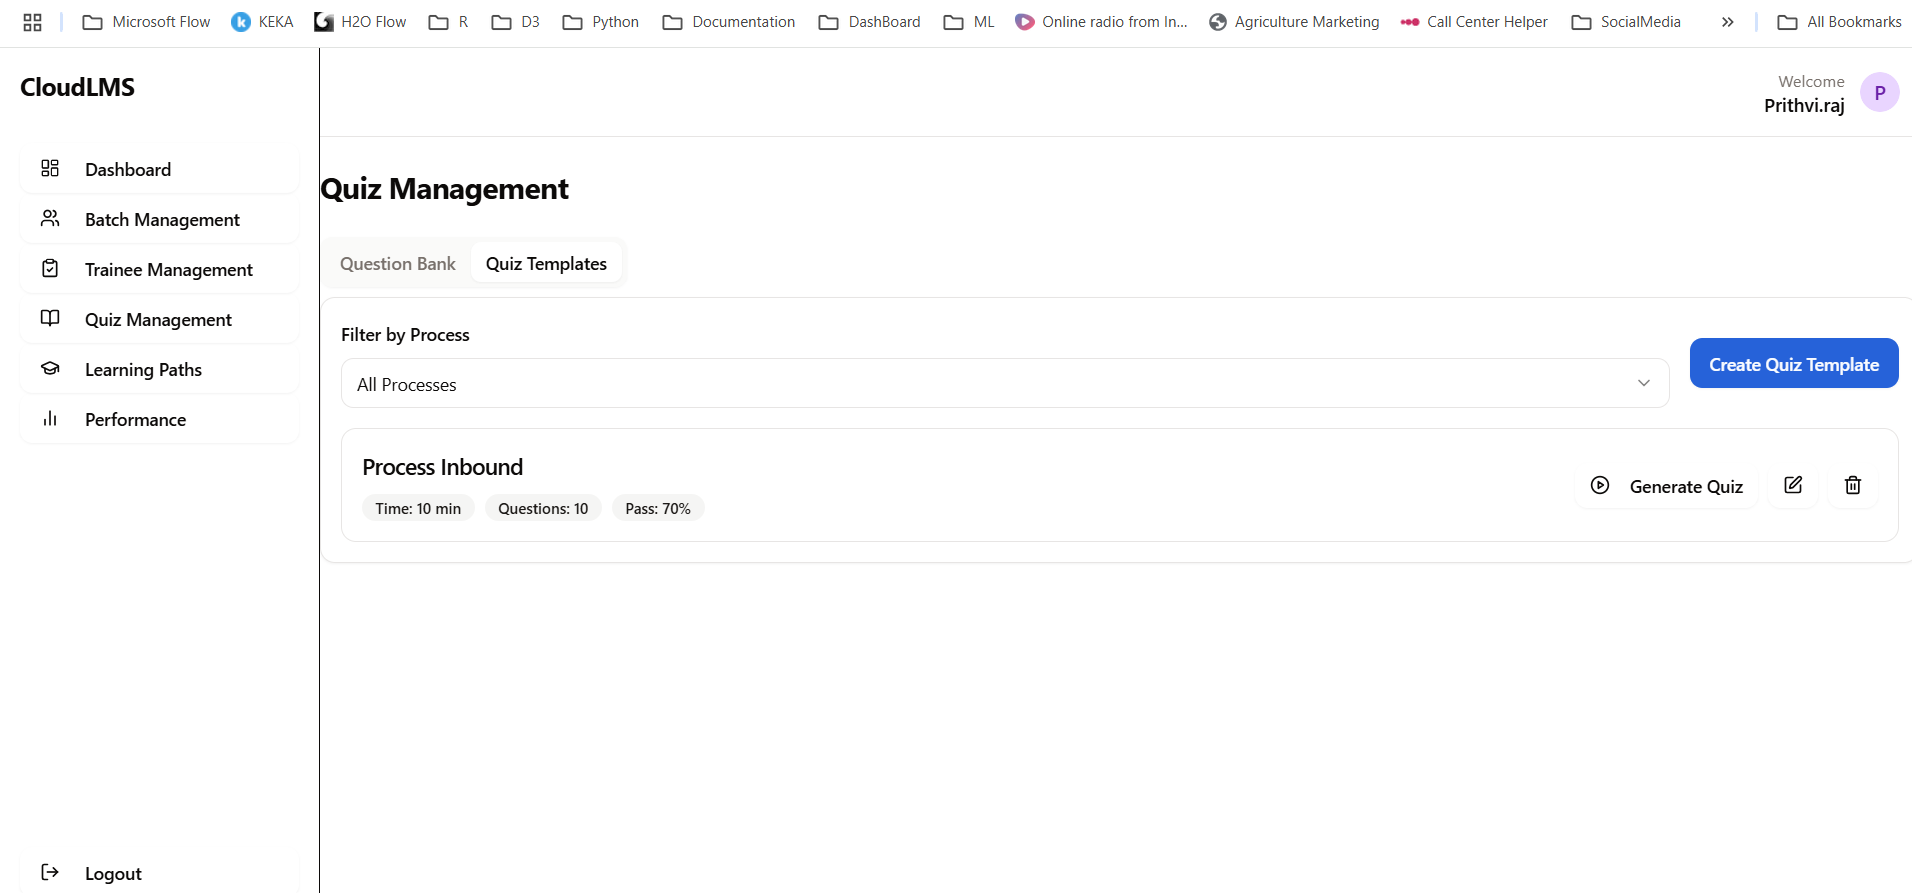 Microsoft Flow KEKA H2O Flow R D3 Python Documentation DashBoard ML Online radio from In... Agriculture Marketing Call Center Helper SocialMedia » All Bookmarks
CloudLMS
Welcome
Prithvi.raj
P
Dashboard
Batch Management
Trainee Management
Quiz Management
Learning Paths
Performance
Logout
Quiz Management
Question Bank Quiz Templates
Filter by Process
All Processes
Create Quiz Template
Process Inbound
Time: 10 min Questions: 10 Pass: 70%
Generate Quiz